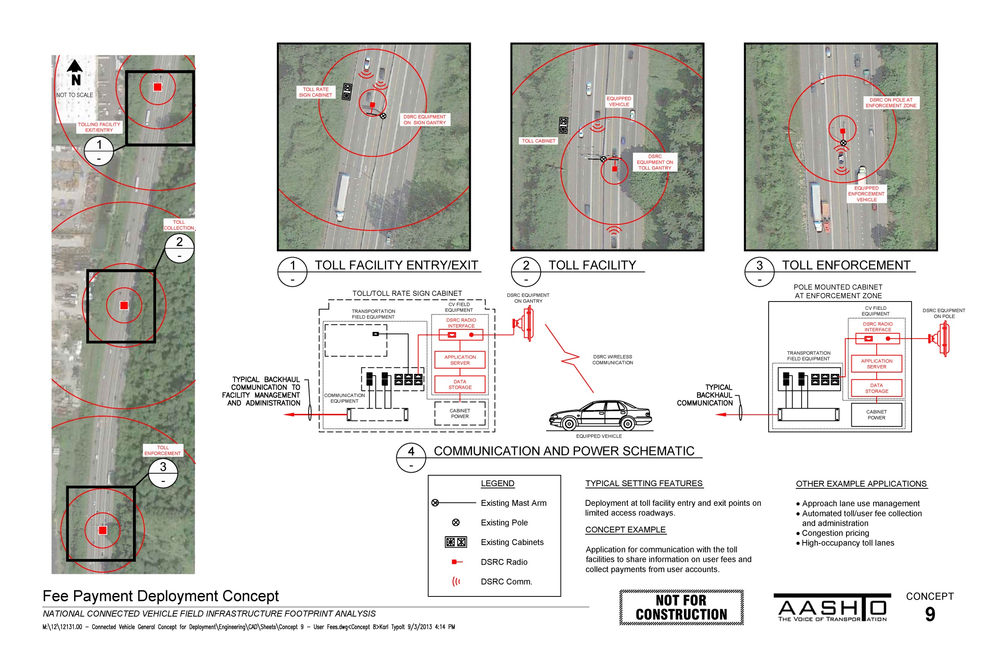 N
NOT TO SCALE
TOLLING FACILITY
EXIT/ENTRY
1
-
TOLL
COLLECTION
2
-
TOLL
ENFORCEMENT
3
-
TOLL RATE
SIGN CABINET
DSRC EQUIPMENT
ON SIGN GANTRY
1
-
TOLL FACILITY ENTRY/EXIT
EQUIPPED
VEHICLE
TOLL CABINET
DSRC
EQUIPMENT ON
TOLL GANTRY
2
-
TOLL FACILITY
DSRC ON POLE AT
ENFORCEMENT ZONE
EQUIPPED
ENFORCEMENT
VEHICLE
3
-
TOLL ENFORCEMENT
TOLL/TOLL RATE SIGN CABINET
TRANSPORTATION
FIELD EQUIPMENT
CV FIELD
EQUIPMENT
DSRC RADIO
INTERFACE
APPLICATION
SERVER
DATA
STORAGE
COMMUNICATION
EQUIPMENT
CABINET
POWER
TYPICAL BACKHAUL
COMMUNICATION TO
FACILITY MANAGEMENT
AND ADMINISTRATION
DSRC EQUIPMENT
ON GANTRY
DSRC WIRELESS
COMMUNICATION
EQUIPPED VEHICLE
POLE MOUNTED CABINET
AT ENFORCEMENT ZONE
CV FIELD
EQUIPMENT
DSRC RADIO
INTERFACE
TRANSPORTATION
FIELD EQUIPMENT
APPLICATION
SERVER
DATA
STORAGE
CABINET
POWER
DSRC EQUIPMENT
ON POLE
TYPICAL
BACKHAUL
COMMUNICATION
4
-
COMMUNICATION AND POWER SCHEMATIC
LEGEND
Existing Mast Arm
Existing Pole
Existing Cabinets
DSRC Radio
DSRC Comm.
TYPICAL SETTING FEATURES
Deployment at toll facility entry and exit points on
limited access roadways.
CONCEPT EXAMPLE
Application for communication with the toll
facilities to share information on user fees and
collect payments from user accounts.
OTHER EXAMPLE APPLICATIONS
• Approach lane use management
• Automated toll/user fee collection
and administration
• Congestion pricing
• High-occupancy toll lanes
Fee Payment Deployment Concept
NATIONAL CONNECTED VEHICLE FIELD INFRASTRUCTURE FOOTPRINT ANALYSIS
M:\12\12131.00 - Connected Vehicle General Concept for Deployment\Engineering\CAD\Sheets\Concept 9 - User Fees.dwg<Concept 8>Karl Typolt 9/3/2013 4:14 PM
NOT FOR
CONSTRUCTION
AASHTO
THE VOICE OF TRANSPORTATION
CONCEPT
9